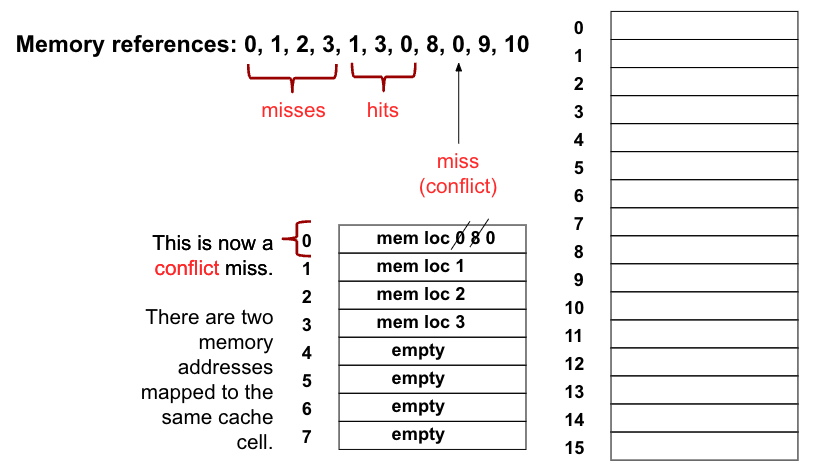 Memory references: 0, 1, 2, 3, 1, 3, 0, 8, 0, 9, 10
misses
hits
miss
(conflict)
This is now a
conflict miss.
There are two
memory
addresses
mapped to the
same cache
cell.
0 mem loc 0 8 0
1 mem loc 1
2 mem loc 2
3 mem loc 3
4 empty
5 empty
6 empty
7 empty
0
1
2
3
4
5
6
7
8
9
10
11
12
13
14
15